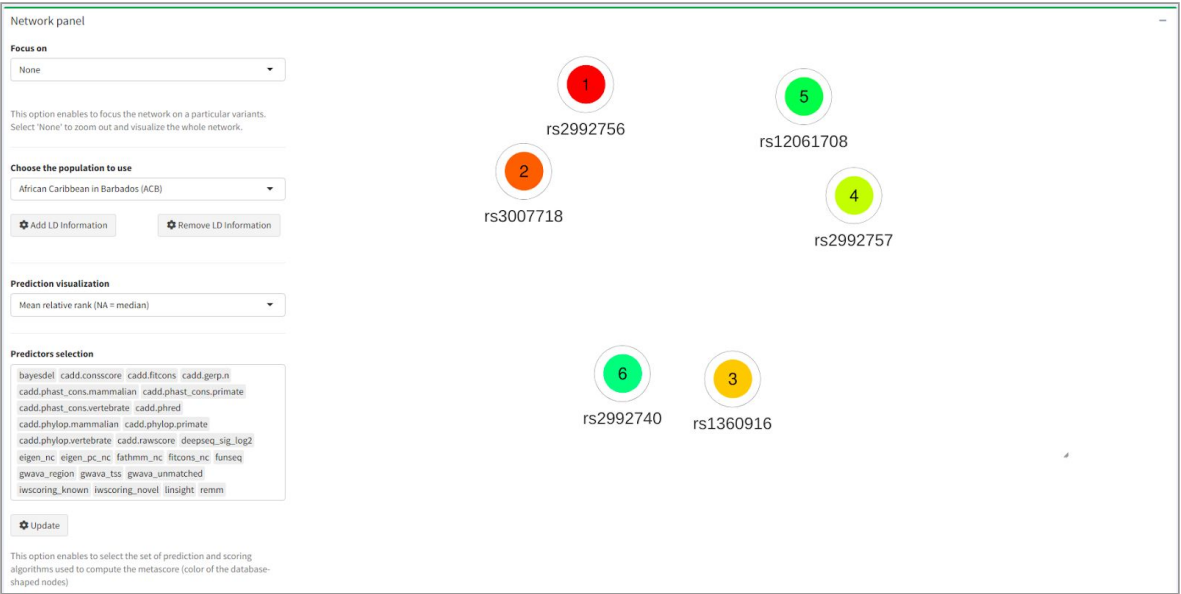 Network panel
Focus on
None
This option enables to focus the network on a particular variants.
Select 'None' to zoom out and visualize the whole network.
Choose the population to use
African Caribbean in Barbados (ACB)
Add LD Information
Remove LD Information
Prediction visualization
Mean relative rank (NA = median)
Predictors selection
bayesdel cadd.consscore cadd.fitcons cadd.gerp.n
cadd.phast_cons.mammalian cadd.phast_cons.primate
cadd.phast_cons.vertebrate cadd.phred
cadd.phylop.mammalian cadd.phylop.primate
cadd.phylop.vertebrate cadd.rawscore deepseq_sig_log2
eigen_nc eigen_pc_nc fathmm_nc fitcons_nc funseq
gwava_region gwava_tss gwava_unmatched
iwscoring_known iwscoring_novel linsight remm
Update
This option enables to select the set of prediction and scoring
algorithms used to compute the metascore (color of the database-
shaped nodes)
1
rs2992756
5
rs12061708
2
rs3007718
4
rs2992757
6
rs2992740
3
rs1360916